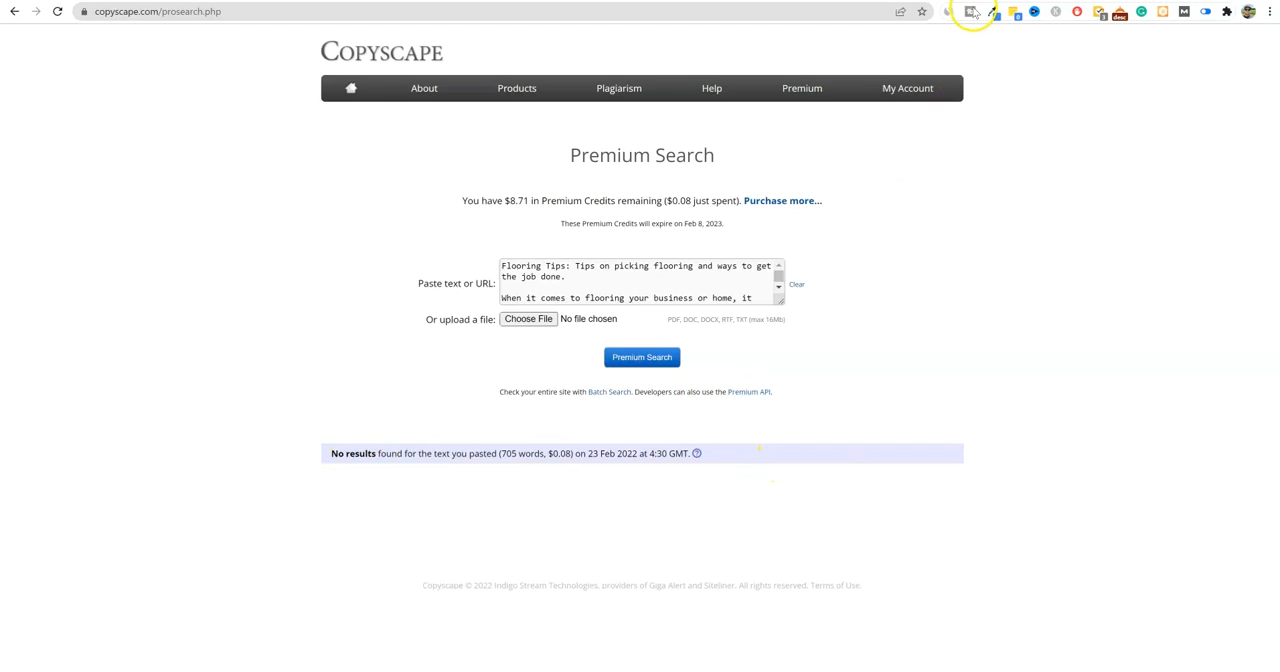 copyscape.com/prosearch.php
COPYSCAPE
About Products Plagiarism Help Premium My Account
Premium Search
You have $8.71 in Premium Credits remaining ($0.08 just spent). Purchase more...
These Premium Credits will expire on Feb 8, 2023.
Paste text or URL:
Flooring Tips: Tips on picking flooring and ways to get
the job done.
When it comes to flooring your business or home, it
Clear
Or upload a file: Choose File No file chosen PDF, DOC, DOCX, RTF, TXT (max 16Mb)
Premium Search
Check your entire site with Batch Search. Developers can also use the Premium API.
No results found for the text you pasted (705 words, $0.08) on 23 Feb 2022 at 4:30 GMT.
Copyscape © 2022 Indigo Stream Technologies, providers of Giga Alert and Siteliner. All rights reserved. Terms of Use.